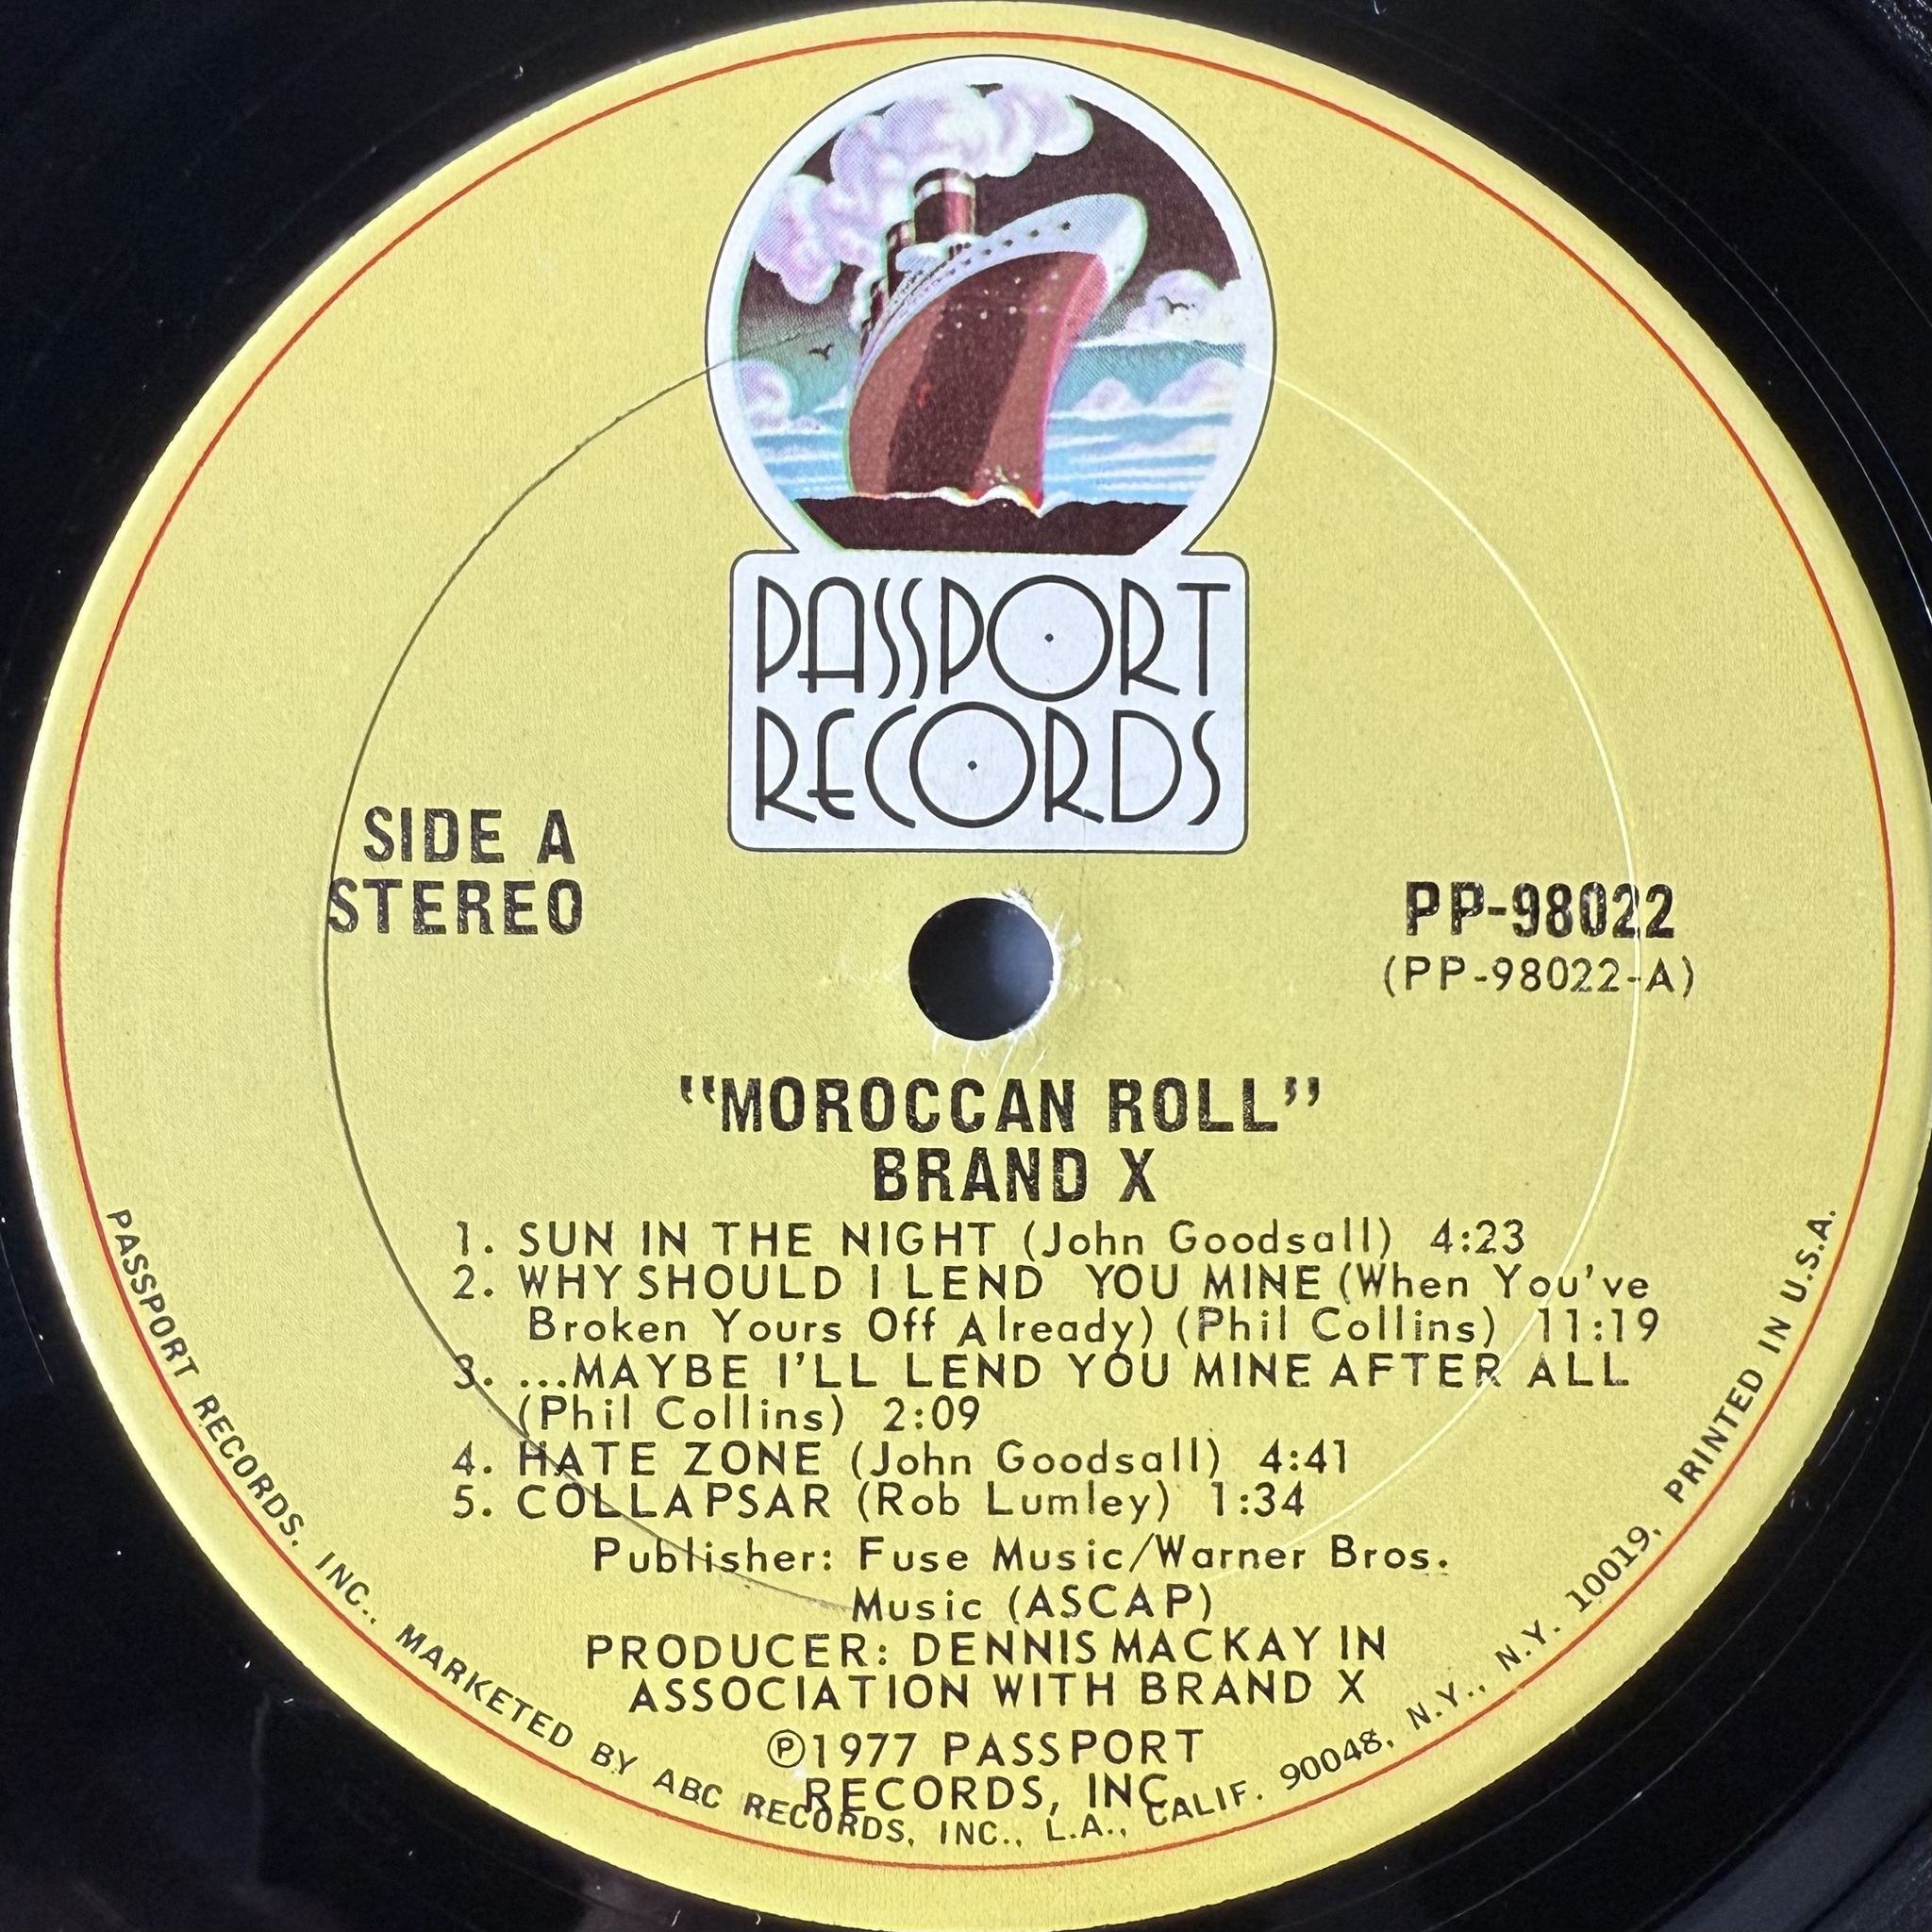 PASSPORT
RECORDS
SIDE A
STEREO
PP-98022
(PP-98022-A)
"MOROCCAN ROLL"
BRAND X
1. SUN IN THE NIGHT (John Goodsall) 4:23
2. WHY SHOULD I LEND YOU MINE (When You've
Broken Yours Off Already) (Phil Collins) 11:19
3. ...MAYBE I'LL LEND YOU MINE AFTER ALL
(Phil Collins) 2:09
4. HATE ZONE (John Goodsall) 4:41
5. COLLAPSAR (Rob Lumley) 1:34
Publisher: Fuse Music/Warner Bros.
Music (ASCAP)
PRODUCER: DENNIS MACKAY IN
ASSOCIATION WITH BRAND X
℗1977 PASSPORT
RECORDS, INC.
PASSPORT RECORDS, INC., MARKETED BY ABC RECORDS, INC., L.A., CALIF. 90048, N.Y., N.Y. 10019, PRINTED IN U.S.A.